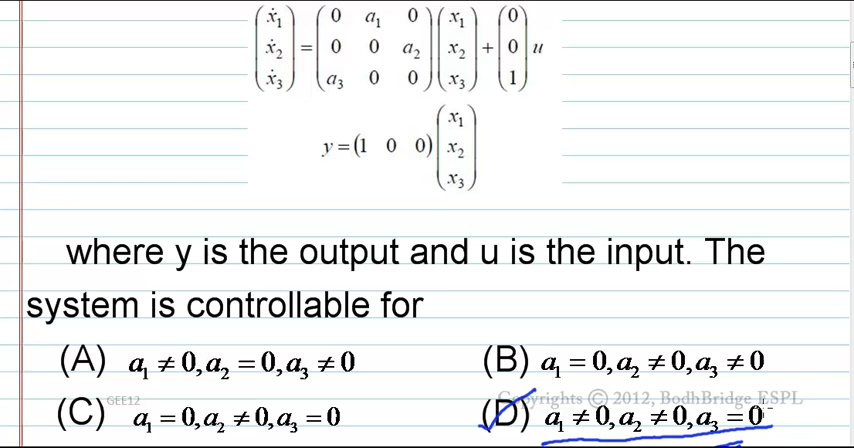 (ẋ₁ ẋ₂ ẋ₃) = (0 a₁ 0; 0 0 a₂; a₃ 0 0)(x₁ x₂ x₃) + (0 0 1) u
y = (1 0 0)(x₁ x₂ x₃)
where y is the output and u is the input. The
system is controllable for
(A) a₁ ≠ 0, a₂ = 0, a₃ ≠ 0
(B) a₁ = 0, a₂ ≠ 0, a₃ ≠ 0
GEE12
Copyrights © 2012, BodhBridge ESPL
(C) a₁ = 0, a₂ ≠ 0, a₃ = 0
(D) a₁ ≠ 0, a₂ ≠ 0, a₃ = 0